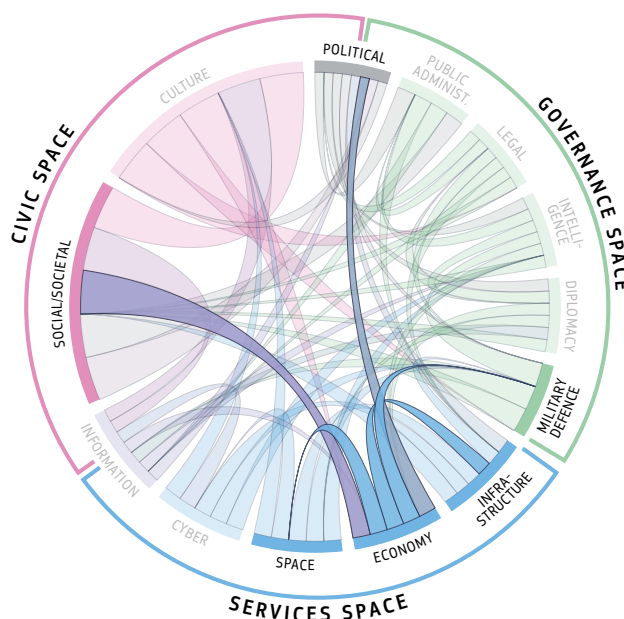 CIVIC SPACE
GOVERNANCE SPACE
SERVICES SPACE
POLITICAL
PUBLIC
ADMINIST.
LEGAL
INTELLI-
GENCE
DIPLOMACY
MILITARY
DEFENCE
INFRA-
STRUCTURE
ECONOMY
SPACE
CYBER
INFORMATION
SOCIAL/SOCIETAL
CULTURE